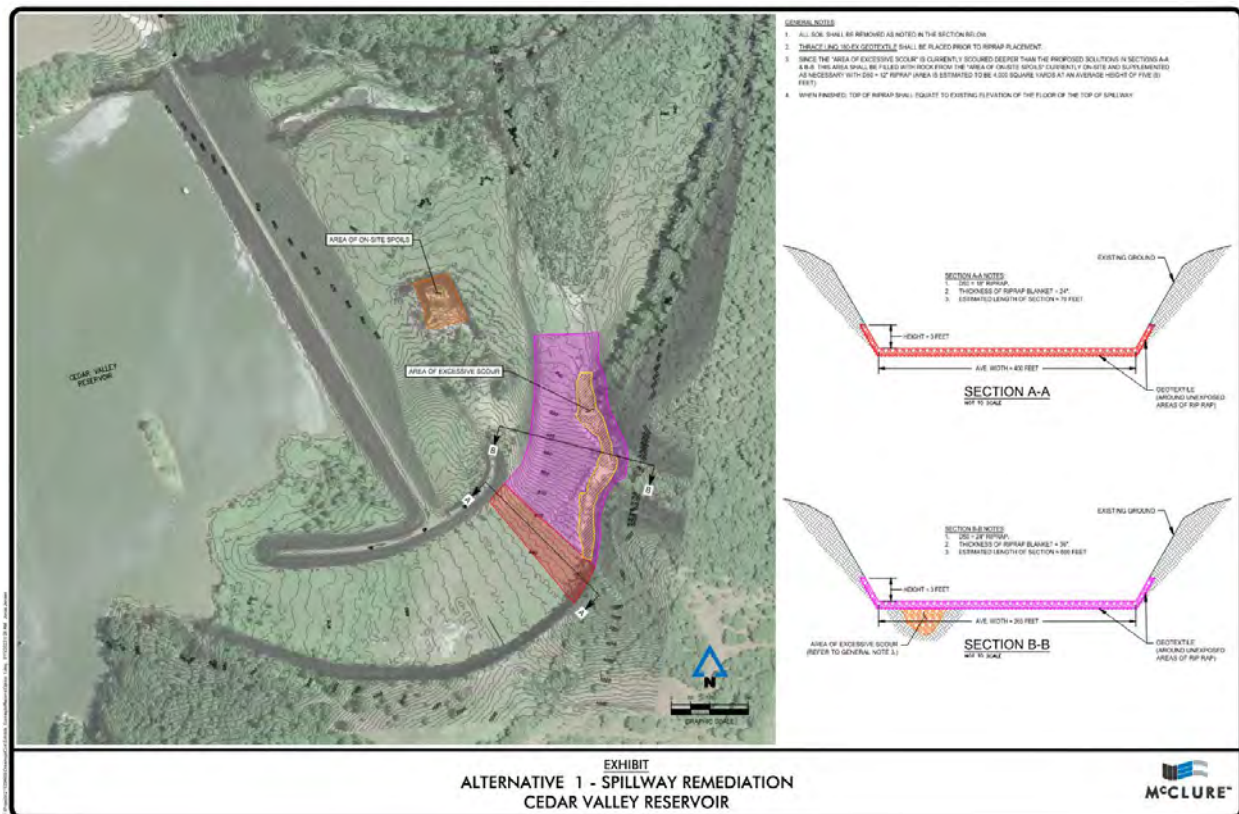 GENERAL NOTES:
1. ALL SOIL SHALL BE REMOVED AS NOTED IN THE SECTION BELOW.
2. THRACE LINQ 180-EX GEOTEXTILE SHALL BE PLACED PRIOR TO RIPRAP PLACEMENT.
3. SINCE THE "AREA OF EXCESSIVE SCOUR" IS CURRENTLY SCOURED DEEPER THAN THE PROPOSED SOLUTIONS IN SECTIONS A-A
& B-B. THIS AREA SHALL BE FILLED WITH ROCK FROM THE "AREA OF ON-SITE SPOILS" CURRENTLY ON-SITE AND SUPPLEMENTED
AS NECESSARY WITH D50 = 12" RIPRAP (AREA IS ESTIMATED TO BE 4,000 SQUARE YARDS AT AN AVERAGE HEIGHT OF FIVE (5)
FEET).
4. WHEN FINISHED, TOP OF RIPRAP SHALL EQUATE TO EXISTING ELEVATION OF THE FLOOR OF THE TOP OF SPILLWAY
AREA OF ON-SITE SPOILS
AREA OF EXCESSIVE SCOUR
CEDAR VALLEY
RESERVOIR
B
B
A
A
N
GRAPHIC SCALE
EXISTING GROUND
SECTION A-A NOTES:
1. D50 = 18" RIPRAP.
2. THICKNESS OF RIPRAP BLANKET = 24".
3. ESTIMATED LENGTH OF SECTION = 70 FEET
HEIGHT = 3 FEET
AVE. WIDTH = 400 FEET
SECTION A-A
NOT TO SCALE
GEOTEXTILE
(AROUND UNEXPOSED
AREAS OF RIP RAP)
EXISTING GROUND
SECTION B-B NOTES:
1. D50 = 24" RIPRAP.
2. THICKNESS OF RIPRAP BLANKET = 36".
3. ESTIMATED LENGTH OF SECTION = FEET
HEIGHT = 3 FEET
AVE. WIDTH = FEET
AREA OF EXCESSIVE SCOUR
(REFER TO GENERAL NOTE 3.)
SECTION B-B
NOT TO SCALE
GEOTEXTILE
(AROUND UNEXPOSED
AREAS OF RIP RAP)
EXHIBIT
ALTERNATIVE 1 - SPILLWAY REMEDIATION
CEDAR VALLEY RESERVOIR
McCLURE™